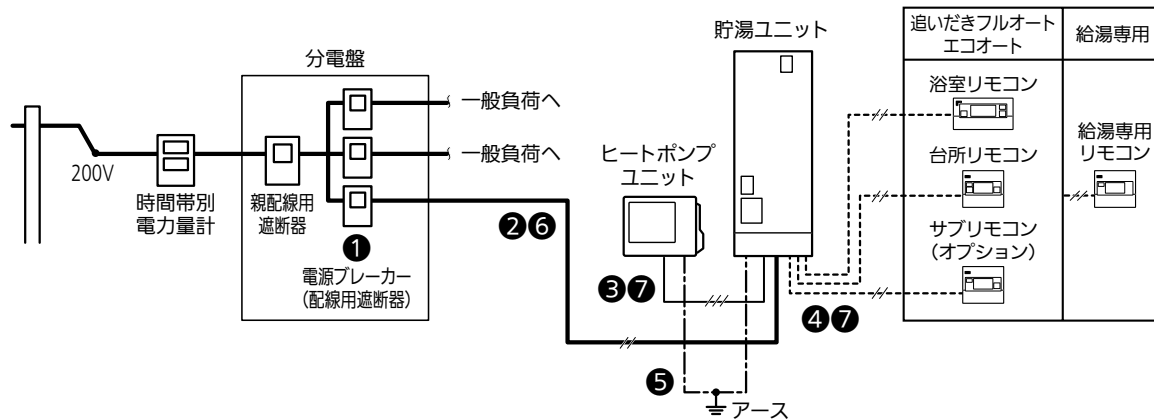 貯湯ユニット
追いだきフルオート
エコオート
給湯専用
分電盤
一般負荷へ
一般負荷へ
200V
時間帯別
電力量計
親配線用
遮断器
❶
電源ブレーカー
(配線用遮断器)
❷❻
ヒートポンプ
ユニット
❸❼
❹❼
❺
アース
浴室リモコン
台所リモコン
サブリモコン
(オプション)
給湯専用
リモコン